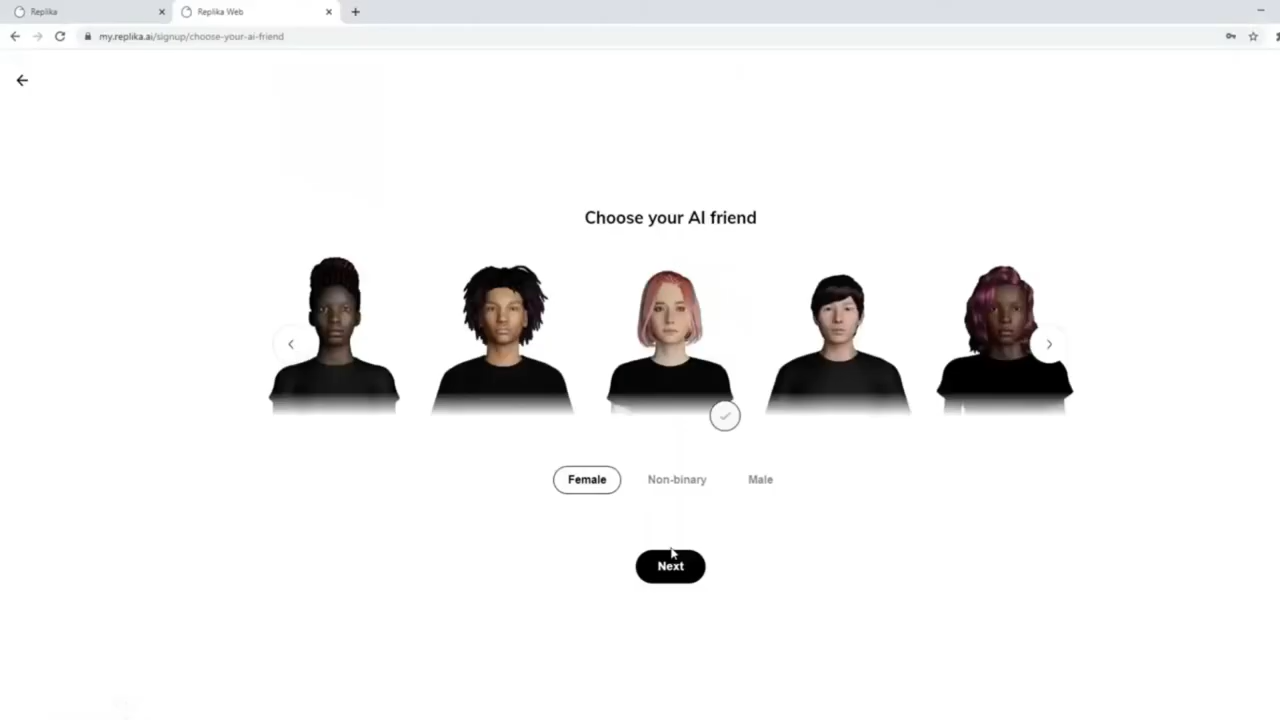 Replika
Replika Web
my.replika.ai/signup/choose-your-ai-friend
Choose your AI friend
Female
Non-binary
Male
Next